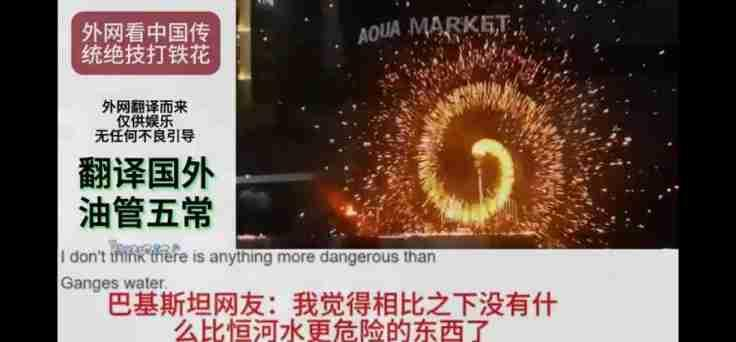 外网看中国传
统绝技打铁花
AQUA MARKET
外网翻译而来
仅供娱乐
无任何不良引导
翻译国外
油管五常
I don't think there is anything more dangerous than
Ganges water.
巴基斯坦网友：我觉得相比之下没有什
么比恒河水更危险的东西了